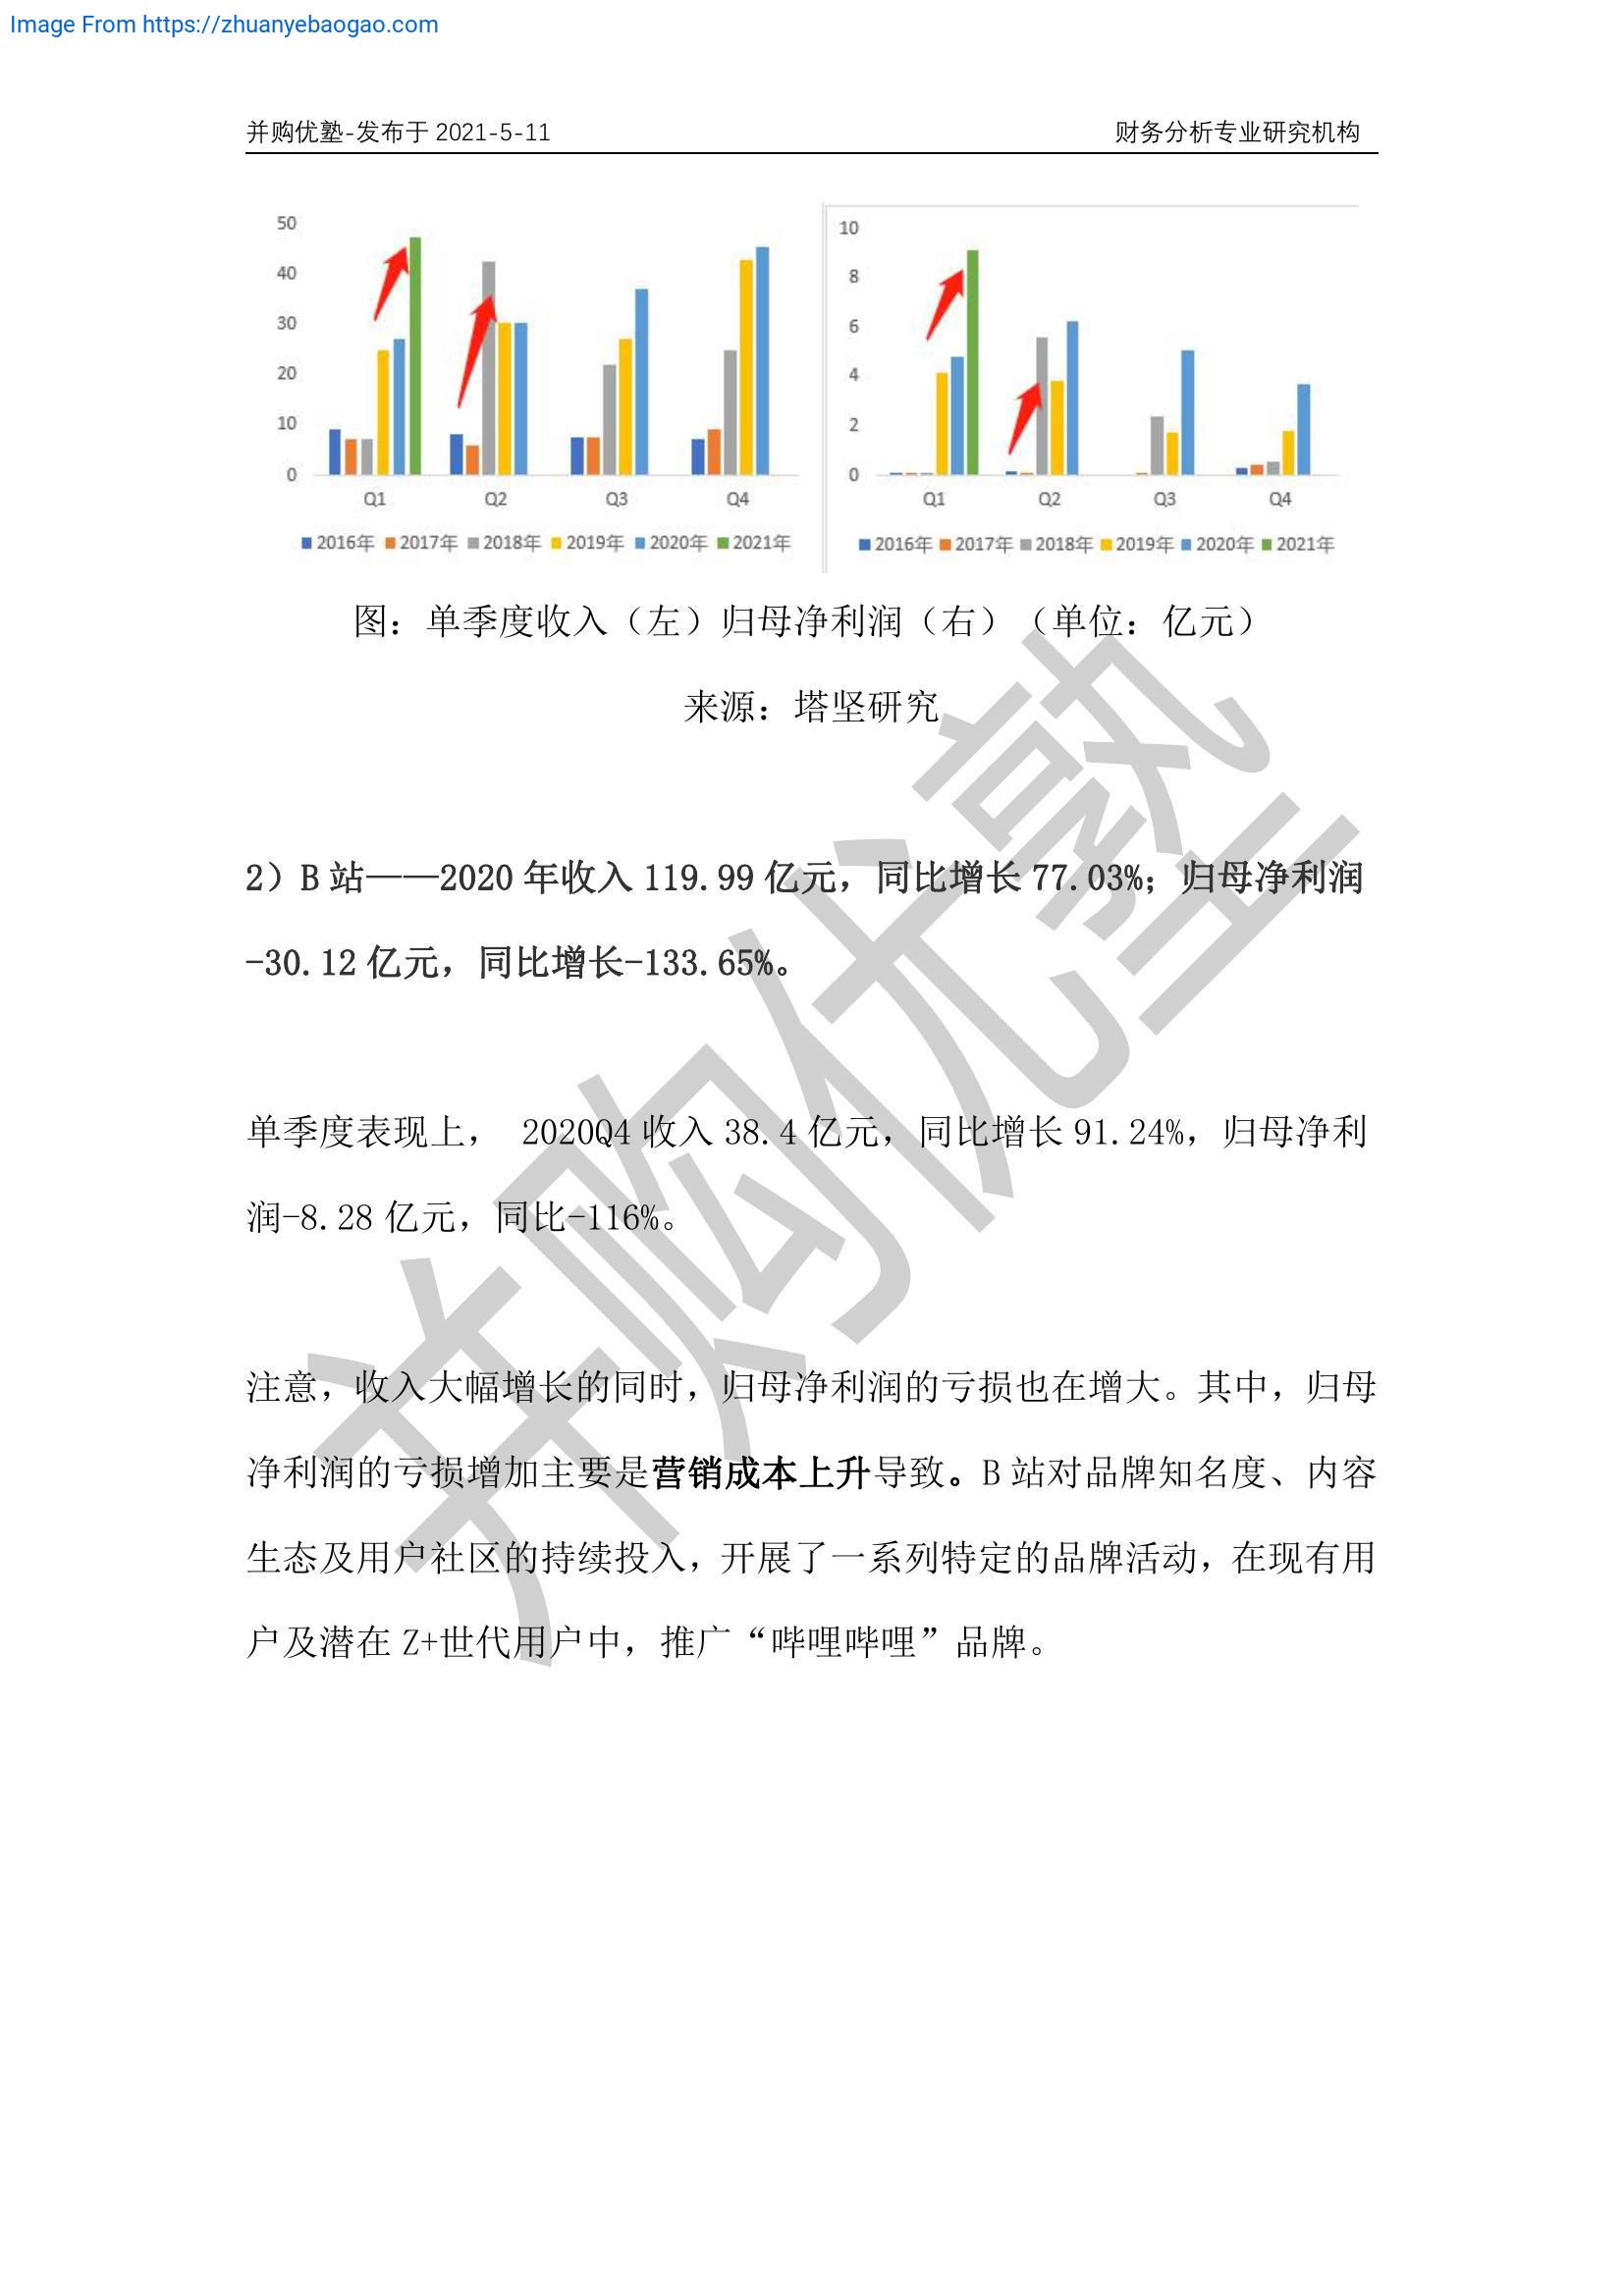 Image From https://zhuanyebaogao.com
并购优塾-发布于 2021-5-11 财务分析专业研究机构
50
40
30
20
10
0
Q1 Q2 Q3 Q4
2016年 2017年 2018年 2019年 2020年 2021年
10
8
6
4
2
0
Q1 Q2 Q3 Q4
2016年 2017年 2018年 2019年 2020年 2021年
图：单季度收入（左）归母净利润（右）（单位：亿元）
来源：塔坚研究
2）B 站——2020 年收入 119.99 亿元，同比增长 77.03%；归母净利润
-30.12 亿元，同比增长-133.65%。
单季度表现上， 2020Q4 收入 38.4 亿元，同比增长 91.24%，归母净利
润-8.28 亿元，同比-116%。
注意，收入大幅增长的同时，归母净利润的亏损也在增大。其中，归母
净利润的亏损增加主要是营销成本上升导致。B 站对品牌知名度、内容
生态及用户社区的持续投入，开展了一系列特定的品牌活动，在现有用
户及潜在 Z+世代用户中，推广“哔哩哔哩”品牌。
并购优塾